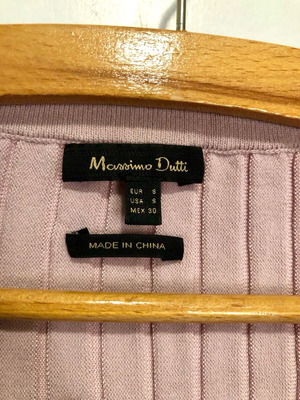 Massimo Dutti
EUR S
USA S
MEX 30
MADE IN CHINA